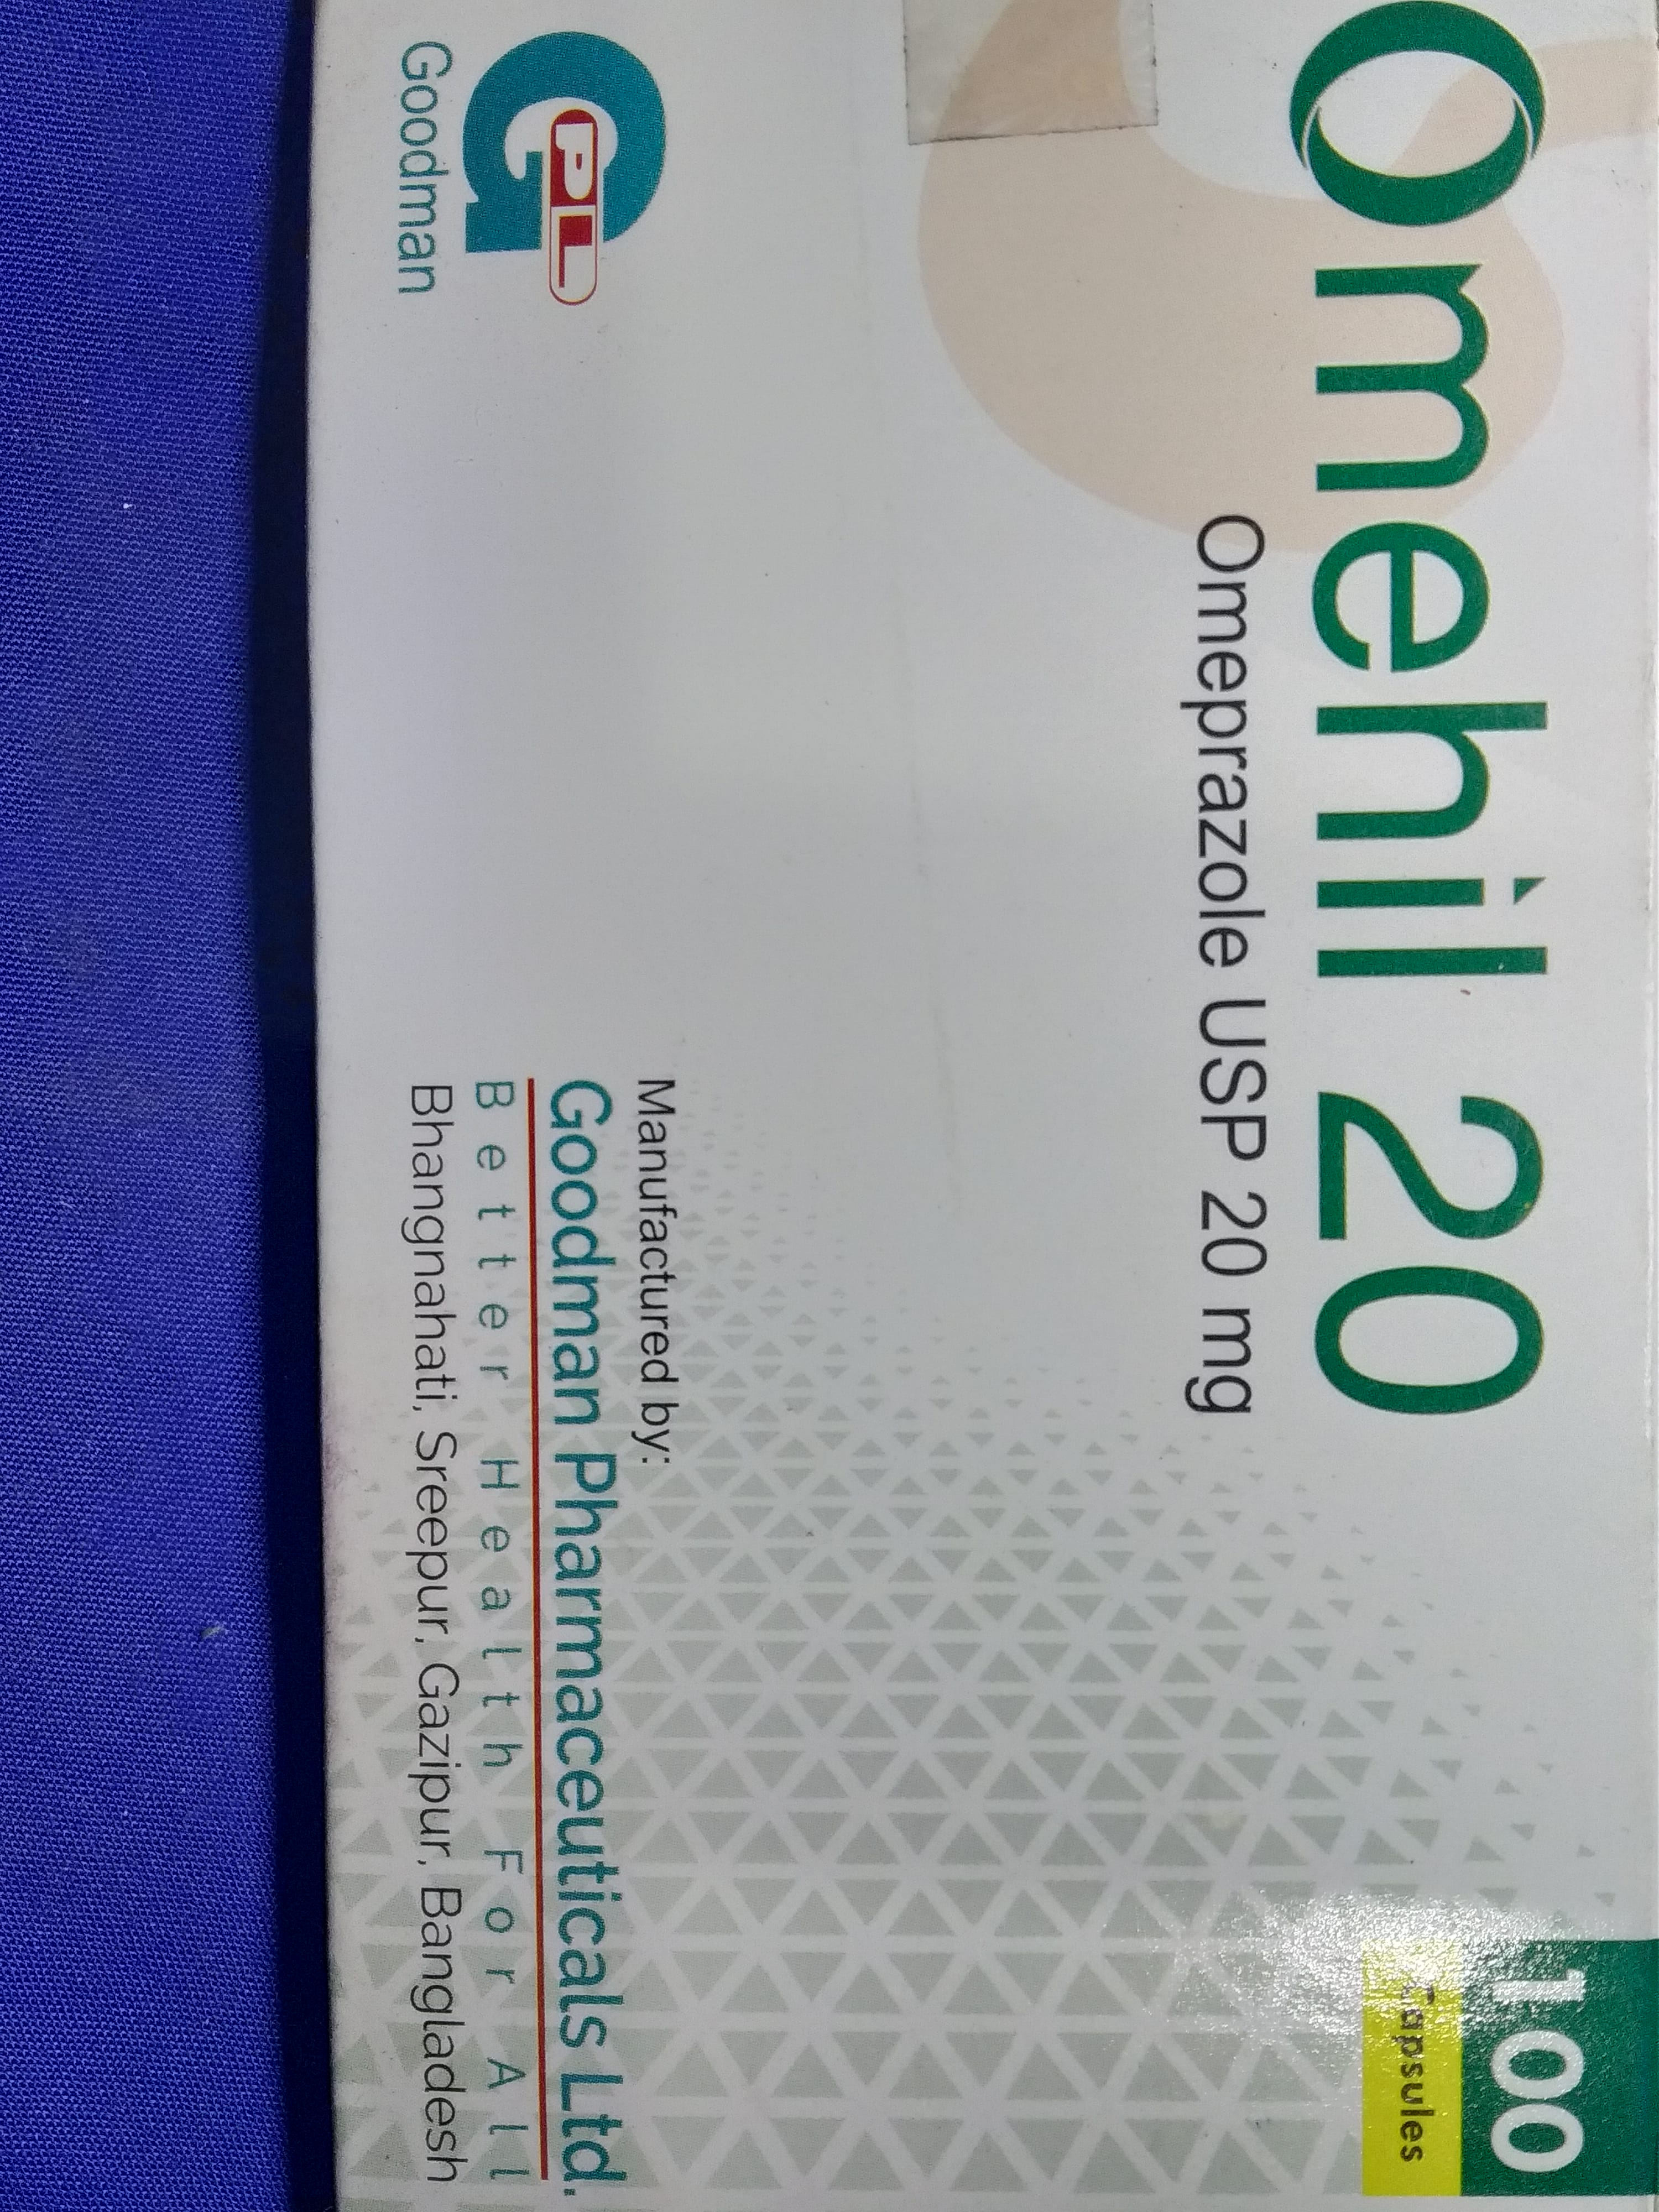 Omehil 20
Omeprazole USP 20 mg
100
Capsules
PL
Goodman
Manufactured by:
Goodman Pharmaceuticals Ltd.
Better Health For All
Bhangnahati, Sreepur, Gazipur, Bangladesh